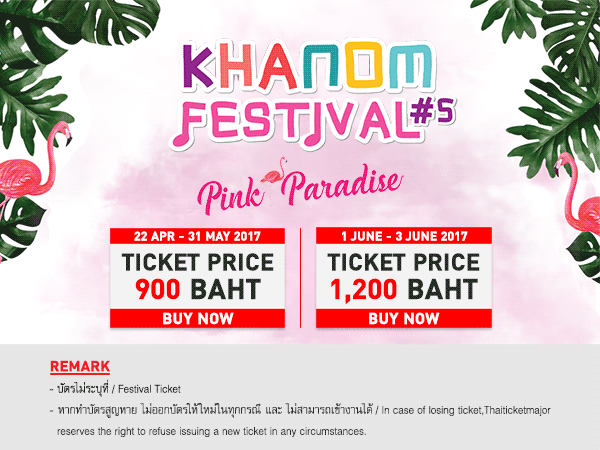 KHANOM
FESTIVAL #5
Pink Paradise
22 APR - 31 MAY 2017
TICKET PRICE
900 BAHT
BUY NOW
1 JUNE - 3 JUNE 2017
TICKET PRICE
1,200 BAHT
BUY NOW
REMARK
- บัตรไม่ระบุที่ / Festival Ticket
- หากทำบัตรสูญหาย ไม่ออกบัตรให้ใหม่ในทุกกรณี และ ไม่สามารถเข้างานได้ / In case of losing ticket,Thaiticketmajor
reserves the right to refuse issuing a new ticket in any circumstances.